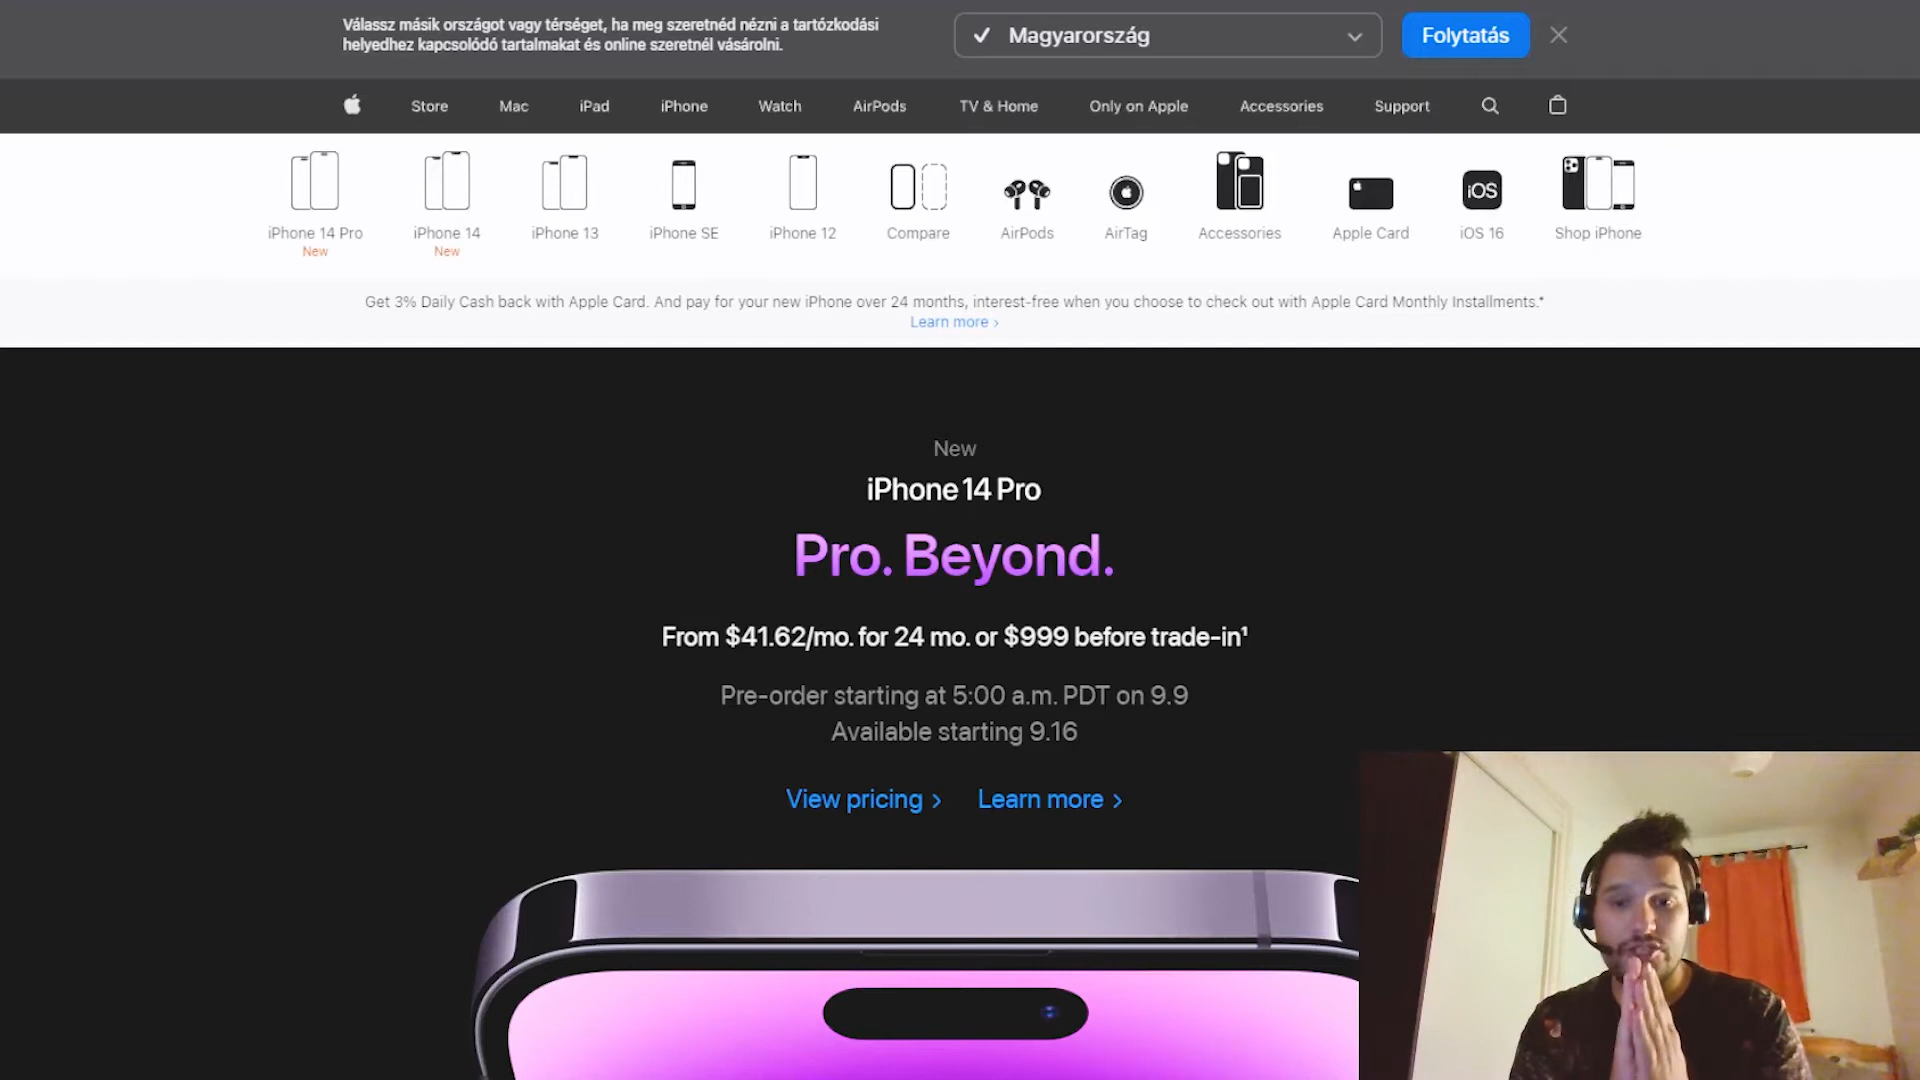 Válassz másik országot vagy térséget, ha meg szeretnéd nézni a tartózkodási
helyedhez kapcsolódó tartalmakat és online szeretnél vásárolni.
Magyarország
Folytatás
Store Mac iPad iPhone Watch AirPods TV & Home Only on Apple Accessories Support
iPhone 14 Pro iPhone 14 iPhone 13 iPhone SE iPhone 12 Compare AirPods AirTag Accessories Apple Card iOS iOS 16 Shop iPhone
New New
Get 3% Daily Cash back with Apple Card. And pay for your new iPhone over 24 months, interest-free when you choose to check out with Apple Card Monthly Installments.*
Learn more >
New
iPhone 14 Pro
Pro. Beyond.
From $41.62/mo. for 24 mo. or $999 before trade-in¹
Pre-order starting at 5:00 a.m. PDT on 9.9
Available starting 9.16
View pricing > Learn more >